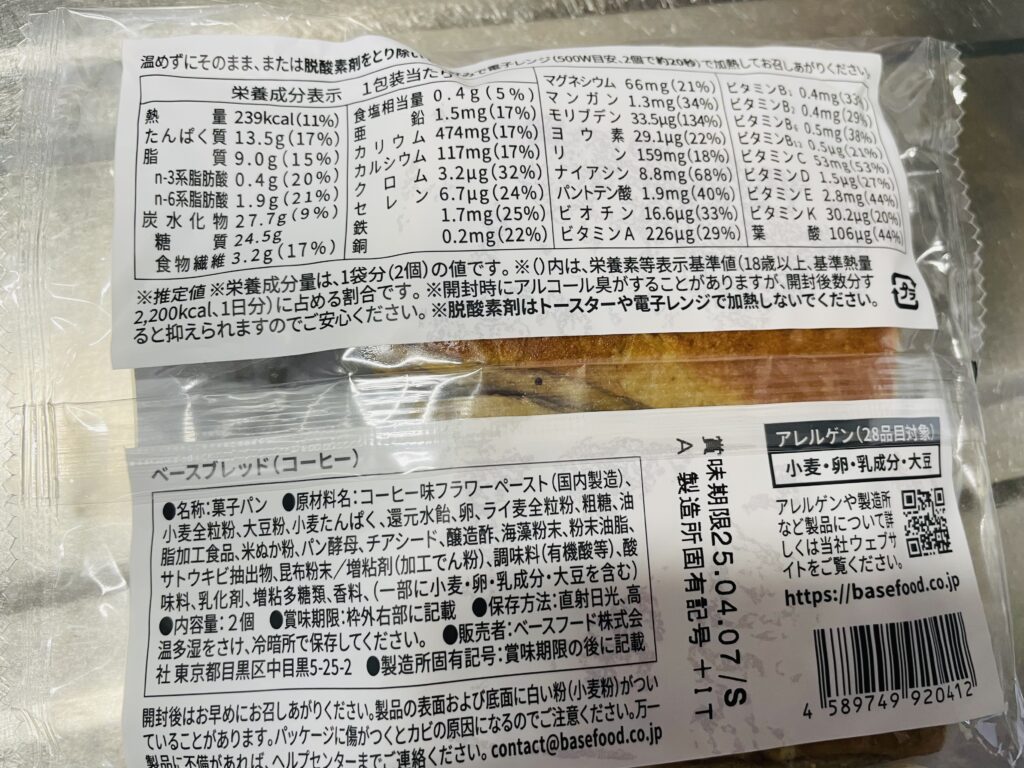 温めずにそのまま、または脱酸素剤をとり除
電子レンジ(500W目安、2個で約20秒)で加熱してお召しあがりください。
栄養成分表示 1包装当たり
熱量 239kcal(11%)
たんぱく質 13.5g(17%)
脂質 9.0g(15%)
n-3系脂肪酸 0.4g(20%)
n-6系脂肪酸 1.9g(21%)
炭水化物 27.7g(9%)
糖質 24.5g
食物繊維 3.2g(17%)
食塩相当量 0.4g(5%)
亜鉛 1.5mg(17%)
カリウム 474mg(17%)
カルシウム 117mg(17%)
クロム 3.2μg(32%)
セレン 6.7μg(24%)
鉄 1.7mg(25%)
銅 0.2mg(22%)
マグネシウム 66mg(21%)
マンガン 1.3mg(34%)
モリブデン 33.5μg(134%)
ヨウ素 29.1μg(22%)
リン 159mg(18%)
ナイアシン 8.8mg(68%)
パントテン酸 1.9mg(40%)
ビオチン 16.6μg(33%)
ビタミンA 226μg(29%)
ビタミンB₁ 0.4mg(33%)
ビタミンB₂ 0.4mg(29%)
ビタミンB₆ 0.5mg(38%)
ビタミンB₁₂ 0.5μg(21%)
ビタミンC 53mg(53%)
ビタミンD 1.5μg(27%)
ビタミンE 2.8mg(44%)
ビタミンK 30.2μg(20%)
葉酸 106μg(44%)
※推定値 ※栄養成分量は、1袋分(2個)の値です。※()内は、栄養素等表示基準値(18歳以上、基準熱量
2,200kcal、1日分)に占める割合です。※開封時にアルコール臭がすることがありますが、開封後数分す
ると抑えられますのでご安心ください。※脱酸素剤はトースターや電子レンジで加熱しないでください。
プラ
ベースブレッド(コーヒー)
●名称:菓子パン ●原材料名:コーヒー味フラワーペースト(国内製造)、
小麦全粒粉、大豆粉、小麦たんぱく、還元水飴、卵、ライ麦全粒粉、粗糖、油
脂加工食品、米ぬか粉、パン酵母、チアシード、醸造酢、海藻粉末、粉末油脂、
サトウキビ抽出物、昆布粉末/増粘剤(加工でん粉)、調味料(有機酸等)、酸
味料、乳化剤、増粘多糖類、香料、(一部に小麦・卵・乳成分・大豆を含む)
●内容量:2個 ●賞味期限:枠外右部に記載 ●保存方法:直射日光、高
温多湿をさけ、冷暗所で保存してください。 ●販売者:ベースフード株式会
社 東京都目黒区中目黒5-25-2 ●製造所固有記号:賞味期限の後に記載
開封後はお早めにお召しあがりください。製品の表面および底面に白い粉(小麦粉)がつい
ていることがあります。パッケージに傷がつくとカビの原因になるのでご注意ください。万一
製品に不備があれば、ヘルプセンターまでご連絡ください。contact@basefood.co.jp
賞味期限25.04.07/S
A 製造所固有記号+IT
アレルゲン(28品目対象)
小麦・卵・乳成分・大豆
アレルゲンや製造所
など製品について詳
しくは当社ウェブサ
イトをご覧ください。
https://basefood.co.jp
4 589749 920412